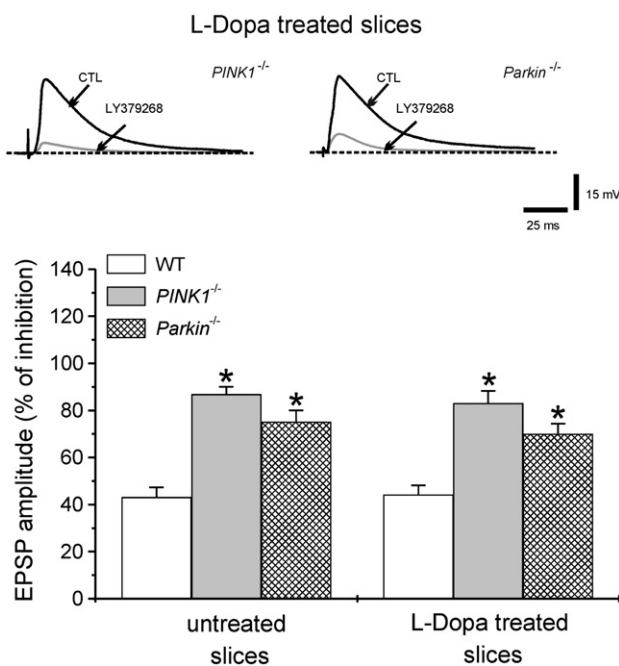 L-Dopa treated slices
CTL
PINK1-/-
LY379268
CTL
Parkin-/-
LY379268
15 mV
25 ms
EPSP amplitude (% of inhibition)
140
120
100
80
60
40
20
0
WT
PINK1-/-
Parkin-/-
* *
* *
untreated
slices
L-Dopa treated
slices